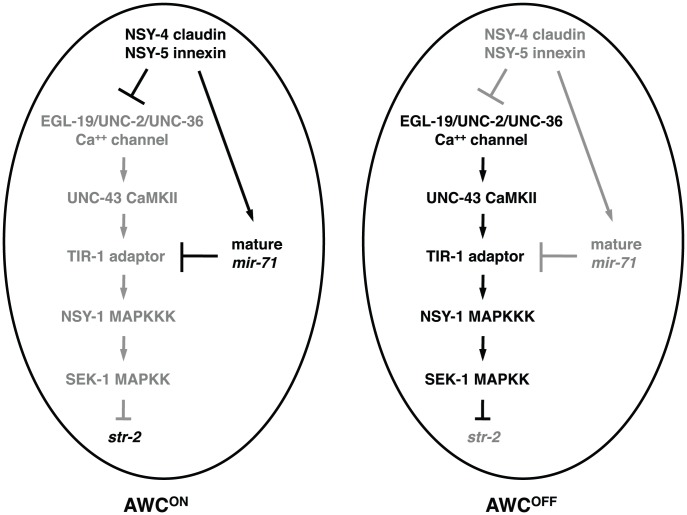 NSY-4 claudin
NSY-5 innexin
EGL-19/UNC-2/UNC-36
Ca⁺⁺ channel
UNC-43 CaMKII
TIR-1 adaptor
mature
mir-71
NSY-1 MAPKKK
SEK-1 MAPKK
str-2
AWCᴼᴺ
NSY-4 claudin
NSY-5 innexin
EGL-19/UNC-2/UNC-36
Ca⁺⁺ channel
UNC-43 CaMKII
TIR-1 adaptor
mature
mir-71
NSY-1 MAPKKK
SEK-1 MAPKK
str-2
AWCᴼFF